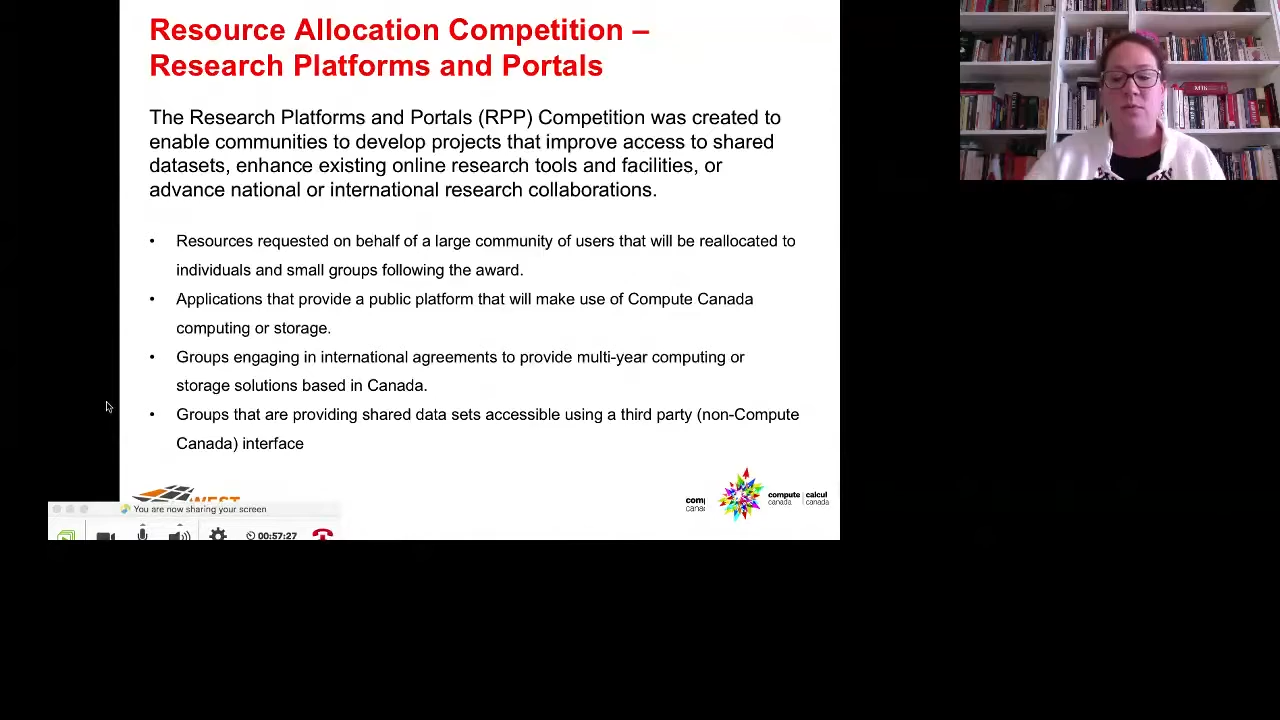 Resource Allocation Competition –
Research Platforms and Portals
The Research Platforms and Portals (RPP) Competition was created to
enable communities to develop projects that improve access to shared
datasets, enhance existing online research tools and facilities, or
advance national or international research collaborations.
• Resources requested on behalf of a large community of users that will be reallocated to
individuals and small groups following the award.
• Applications that provide a public platform that will make use of Compute Canada
computing or storage.
• Groups engaging in international agreements to provide multi-year computing or
storage solutions based in Canada.
• Groups that are providing shared data sets accessible using a third party (non-Compute
Canada) interface
WEST
You are now sharing your screen
00:57:27
comp
cana
compute calcul
canada canada